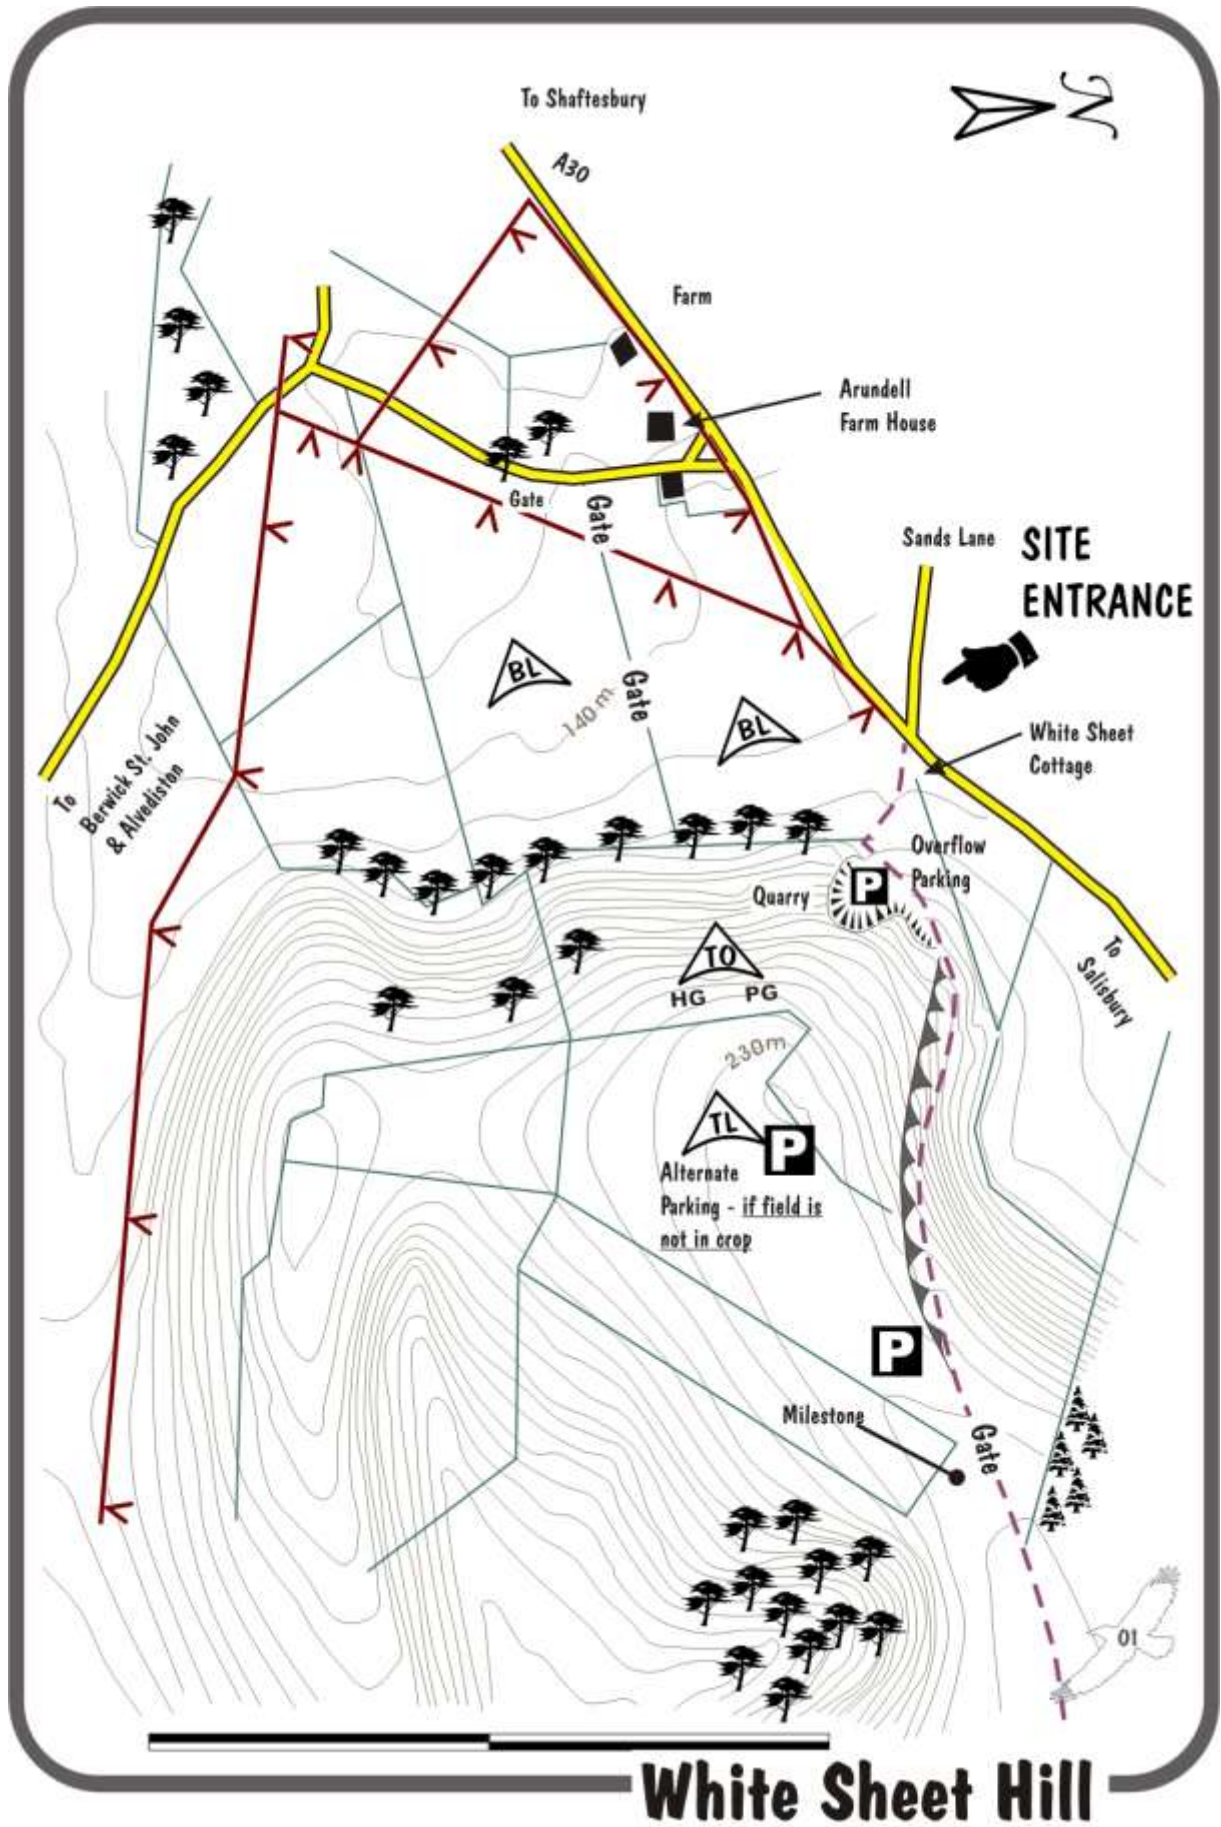 To Shaftesbury
N
A30
Farm
Arundell
Farm House
Gate
Gate
Sands Lane
SITE
ENTRANCE
BL
Gate
140 m
BL
White Sheet
Cottage
To
Berwick St. John
& Alvediston
Overflow
Parking
P
Quarry
TO
HG PG
To
Salisbury
230m
TL
P
Alternate
Parking - if field is
not in crop
P
Milestone
Gate
01
White Sheet Hill